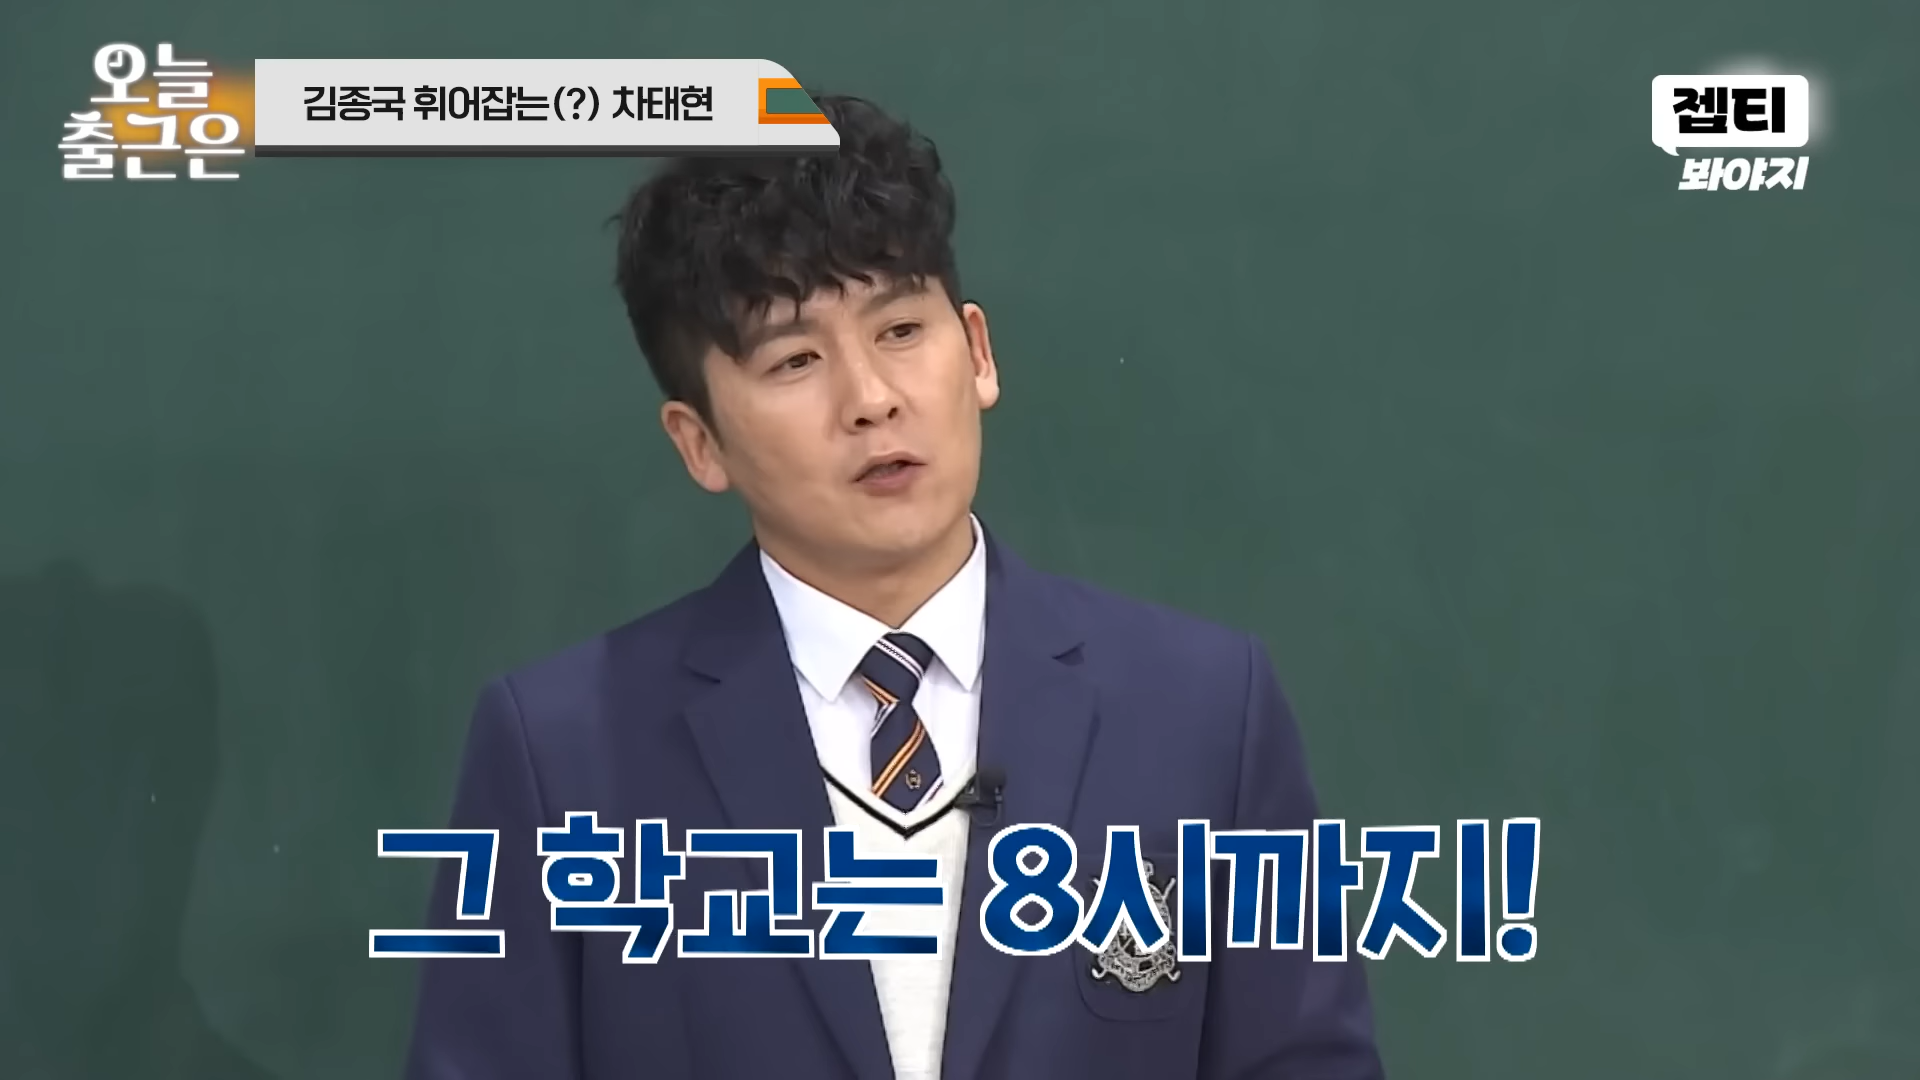 오늘
출근은
김종국 휘어잡는(?) 차태현
젭티
봐야지
그 학교는 8시까지!